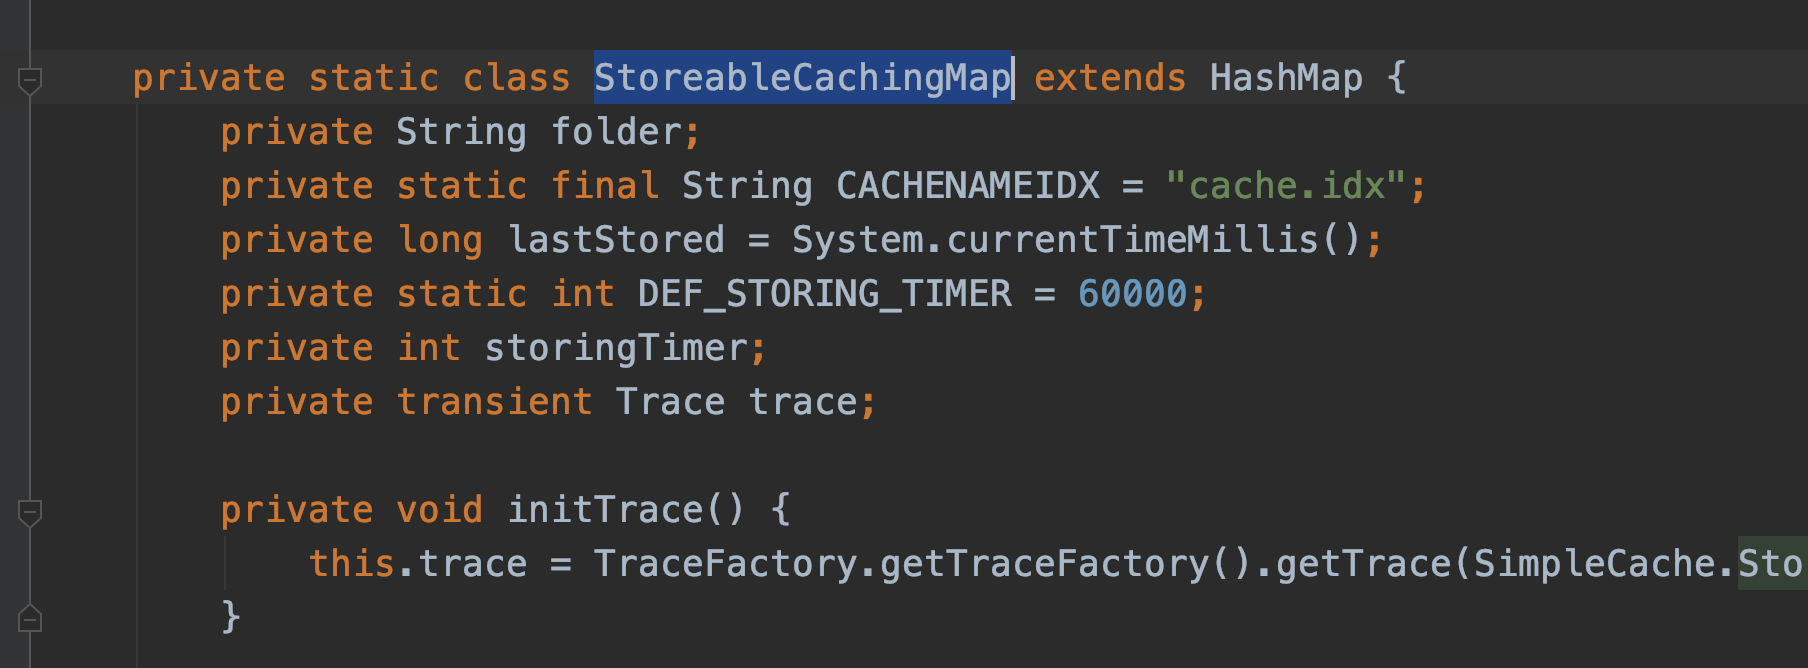 private static class StoreableCachingMap extends HashMap {
private String folder;
private static final String CACHENAMEIDX = "cache.idx";
private long lastStored = System.currentTimeMillis();
private static int DEF_STORING_TIMER = 60000;
private int storingTimer;
private transient Trace trace;
private void initTrace() {
this.trace = TraceFactory.getTraceFactory().getTrace(SimpleCache.Sto
}